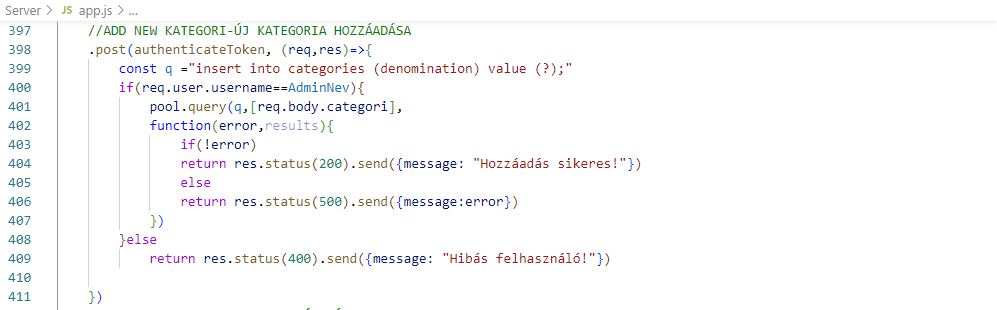 Server > JS app.js > ...
397 //ADD NEW KATEGORI-ÚJ KATEGORIA HOZZÁADÁSA
398 .post(authenticateToken, (req,res)=>{
399 const q ="insert into categories (denomination) value (?);"
400 if(req.user.username==AdminNev){
401 pool.query(q,[req.body.categori],
402 function(error,results){
403 if(!error)
404 return res.status(200).send({message: "Hozzáadás sikeres!"})
405 else
406 return res.status(500).send({message:error})
407 })
408 }else
409 return res.status(400).send({message: "Hibás felhasználó!"})
410
411 })